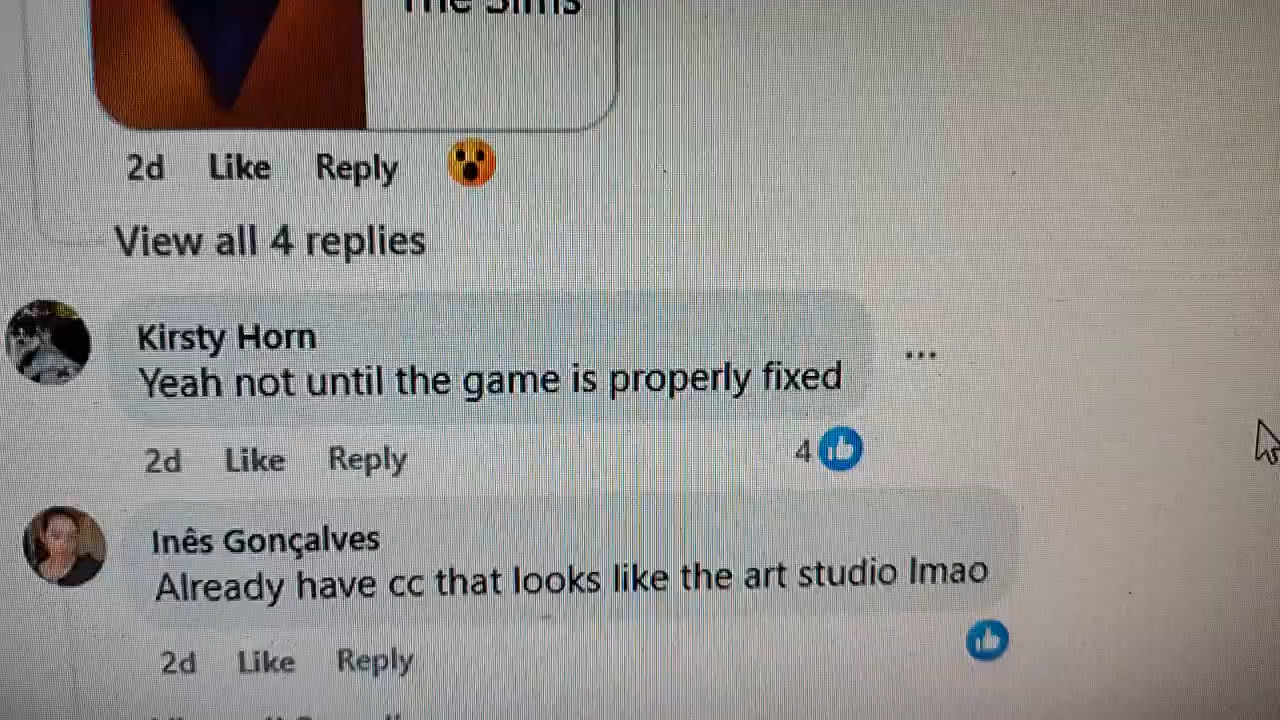 The Sims
2d Like Reply
View all 4 replies
Kirsty Horn
Yeah not until the game is properly fixed
...
2d Like Reply 4
Inês Gonçalves
Already have cc that looks like the art studio lmao
2d Like Reply